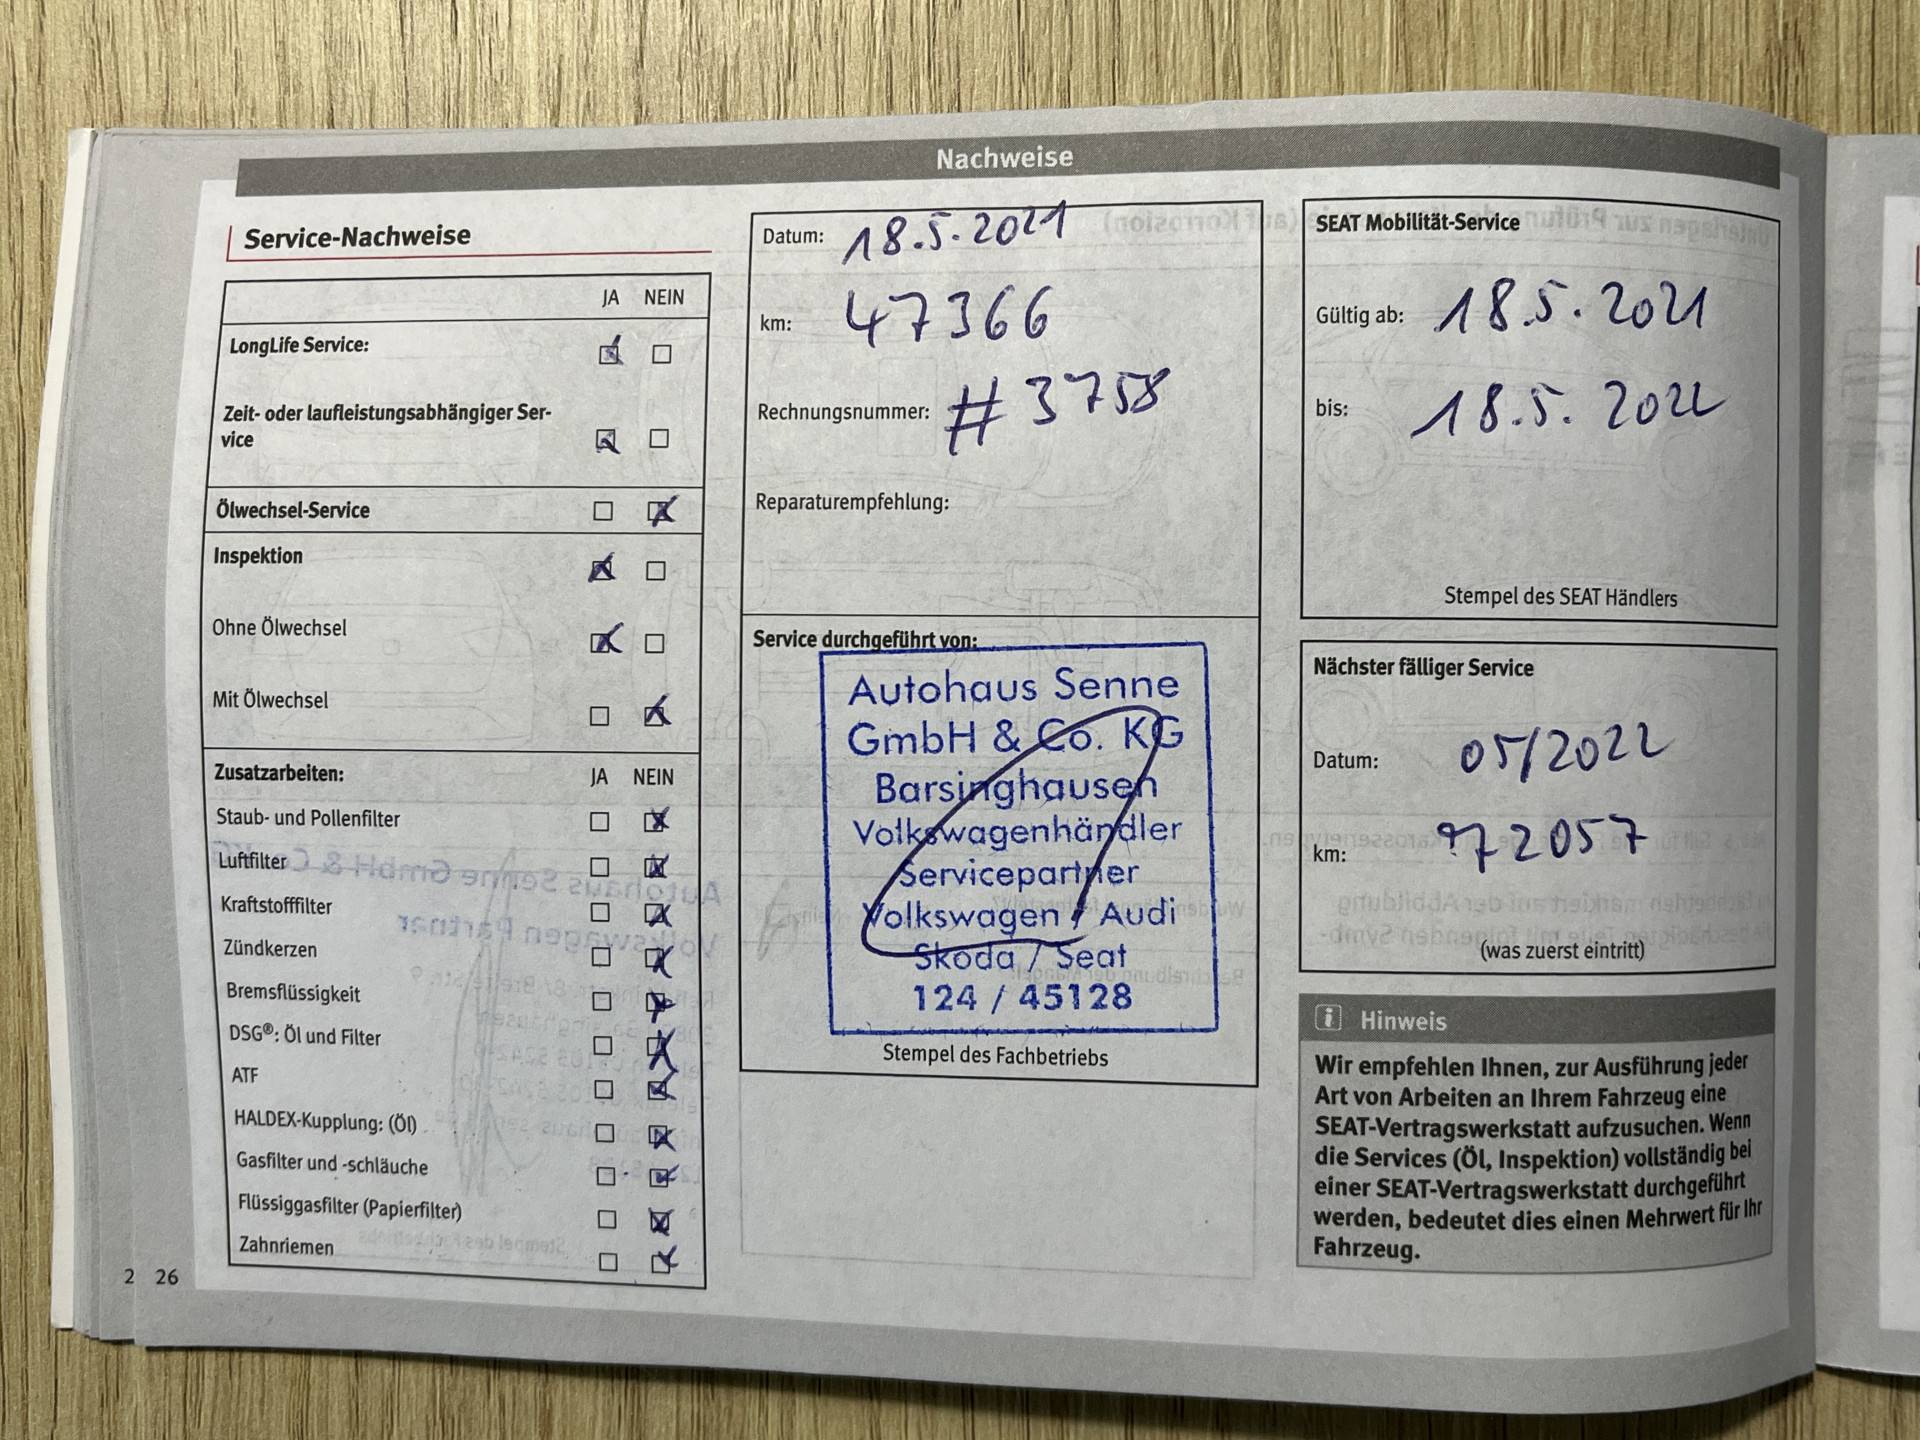 Nachweise
Service-Nachweise
JA NEIN
LongLife Service:
Zeit- oder laufleistungsabhängiger Ser-
vice
Ölwechsel-Service
Inspektion
Ohne Ölwechsel
Mit Ölwechsel
Zusatzarbeiten: JA NEIN
Staub- und Pollenfilter
Luftfilter
Kraftstofffilter
Zündkerzen
Bremsflüssigkeit
DSG®: Öl und Filter
ATF
HALDEX-Kupplung: (Öl)
Gasfilter und -schläuche
Flüssiggasfilter (Papierfilter)
Zahnriemen
2 26
Datum: 18.5.2021
km: 47366
Rechnungsnummer: #3758
Reparaturempfehlung:
Service durchgeführt von:
Autohaus Senne
GmbH & Co. KG
Barsinghausen
Volkswagenhändler
Servicepartner
Volkswagen / Audi
Skoda / Seat
124 / 45128
Stempel des Fachbetriebs
SEAT Mobilität-Service
Gültig ab: 18.5.2021
bis: 18.5.2022
Stempel des SEAT Händlers
Nächster fälliger Service
Datum: 05/2022
km: 72057
(was zuerst eintritt)
i Hinweis
Wir empfehlen Ihnen, zur Ausführung jeder
Art von Arbeiten an Ihrem Fahrzeug eine
SEAT-Vertragswerkstatt aufzusuchen. Wenn
die Services (Öl, Inspektion) vollständig bei
einer SEAT-Vertragswerkstatt durchgeführt
werden, bedeutet dies einen Mehrwert für Ihr
Fahrzeug.